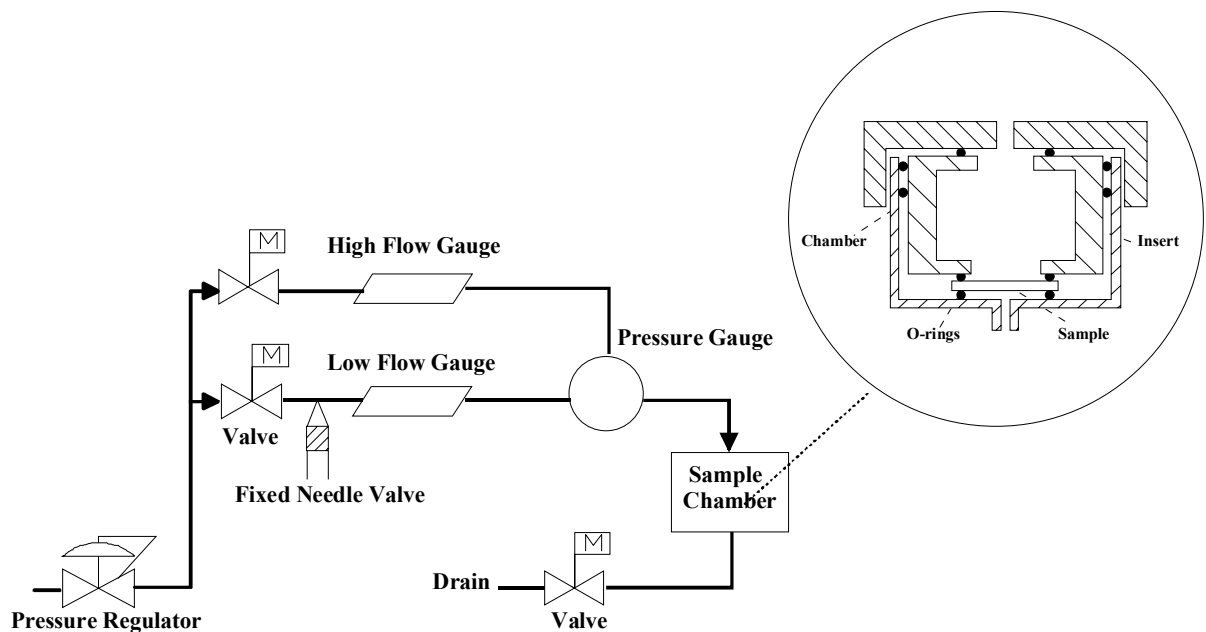 M
High Flow Gauge
Chamber
Insert
O-rings
Sample
Pressure Gauge
M
Low Flow Gauge
Valve
Fixed Needle Valve
Sample
Chamber
M
Drain
Valve
Pressure Regulator